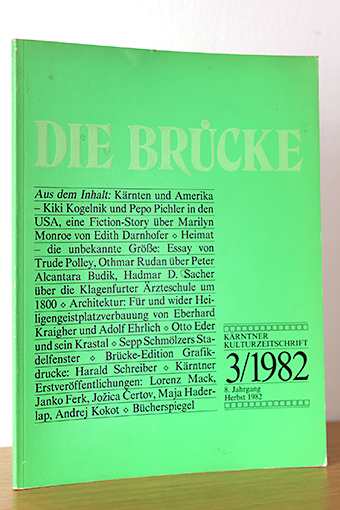 DIE BRÜCKE
Aus dem Inhalt: Kärnten und Amerika
– Kiki Kogelnik und Pepo Pichler in den
USA, eine Fiction-Story über Marilyn
Monroe von Edith Darnhofer ⋄ Heimat
– die unbekannte Größe: Essay von
Trude Polley, Othmar Rudan über Peter
Alcantara Budik, Hadmar D. Sacher
über die Klagenfurter Ärzteschule um
1800 ⋄ Architektur: Für und wider Hei-
ligengeistplatzverbauung von Eberhard
Kraigher und Adolf Ehrlich ⋄ Otto Eder
und sein Krastal ⋄ Sepp Schmölzers Sta-
delfenster ⋄ Brücke-Edition Grafik-
drucke: Harald Schreiber ⋄ Kärntner
Erstveröffentlichungen: Lorenz Mack,
Janko Ferk, Jožica Čertov, Maja Hader-
lap, Andrej Kokot ⋄ Bücherspiegel
KÄRNTNER
KULTURZEITSCHRIFT
3/1982
8. Jahrgang
Herbst 1982